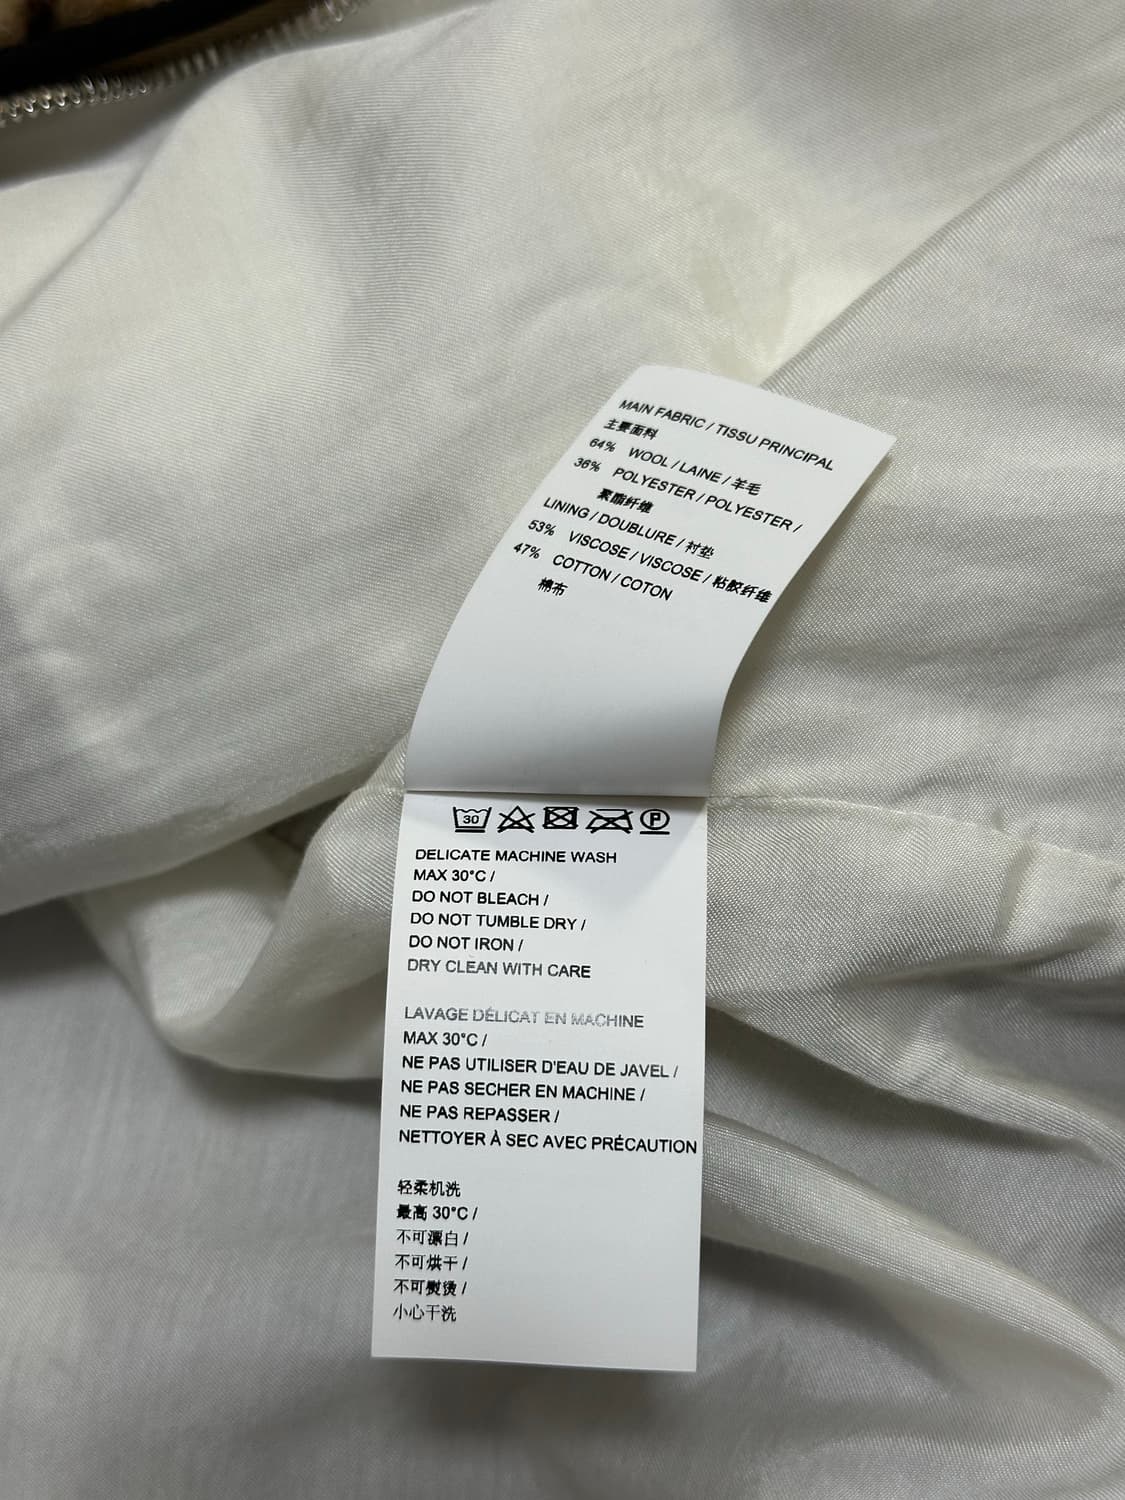 MAIN FABRIC / TISSU PRINCIPAL
主要面料
64% WOOL / LAINE / 羊毛
36% POLYESTER / POLYESTER /
聚酯纤维
LINING / DOUBLURE / 衬垫
53% VISCOSE / VISCOSE / 粘胶纤维
47% COTTON / COTON
棉布
30 P
DELICATE MACHINE WASH
MAX 30°C /
DO NOT BLEACH /
DO NOT TUMBLE DRY /
DO NOT IRON /
DRY CLEAN WITH CARE
LAVAGE DÉLICAT EN MACHINE
MAX 30°C /
NE PAS UTILISER D'EAU DE JAVEL /
NE PAS SECHER EN MACHINE /
NE PAS REPASSER /
NETTOYER À SEC AVEC PRÉCAUTION
轻柔机洗
最高 30°C /
不可漂白 /
不可烘干 /
不可熨烫 /
小心干洗